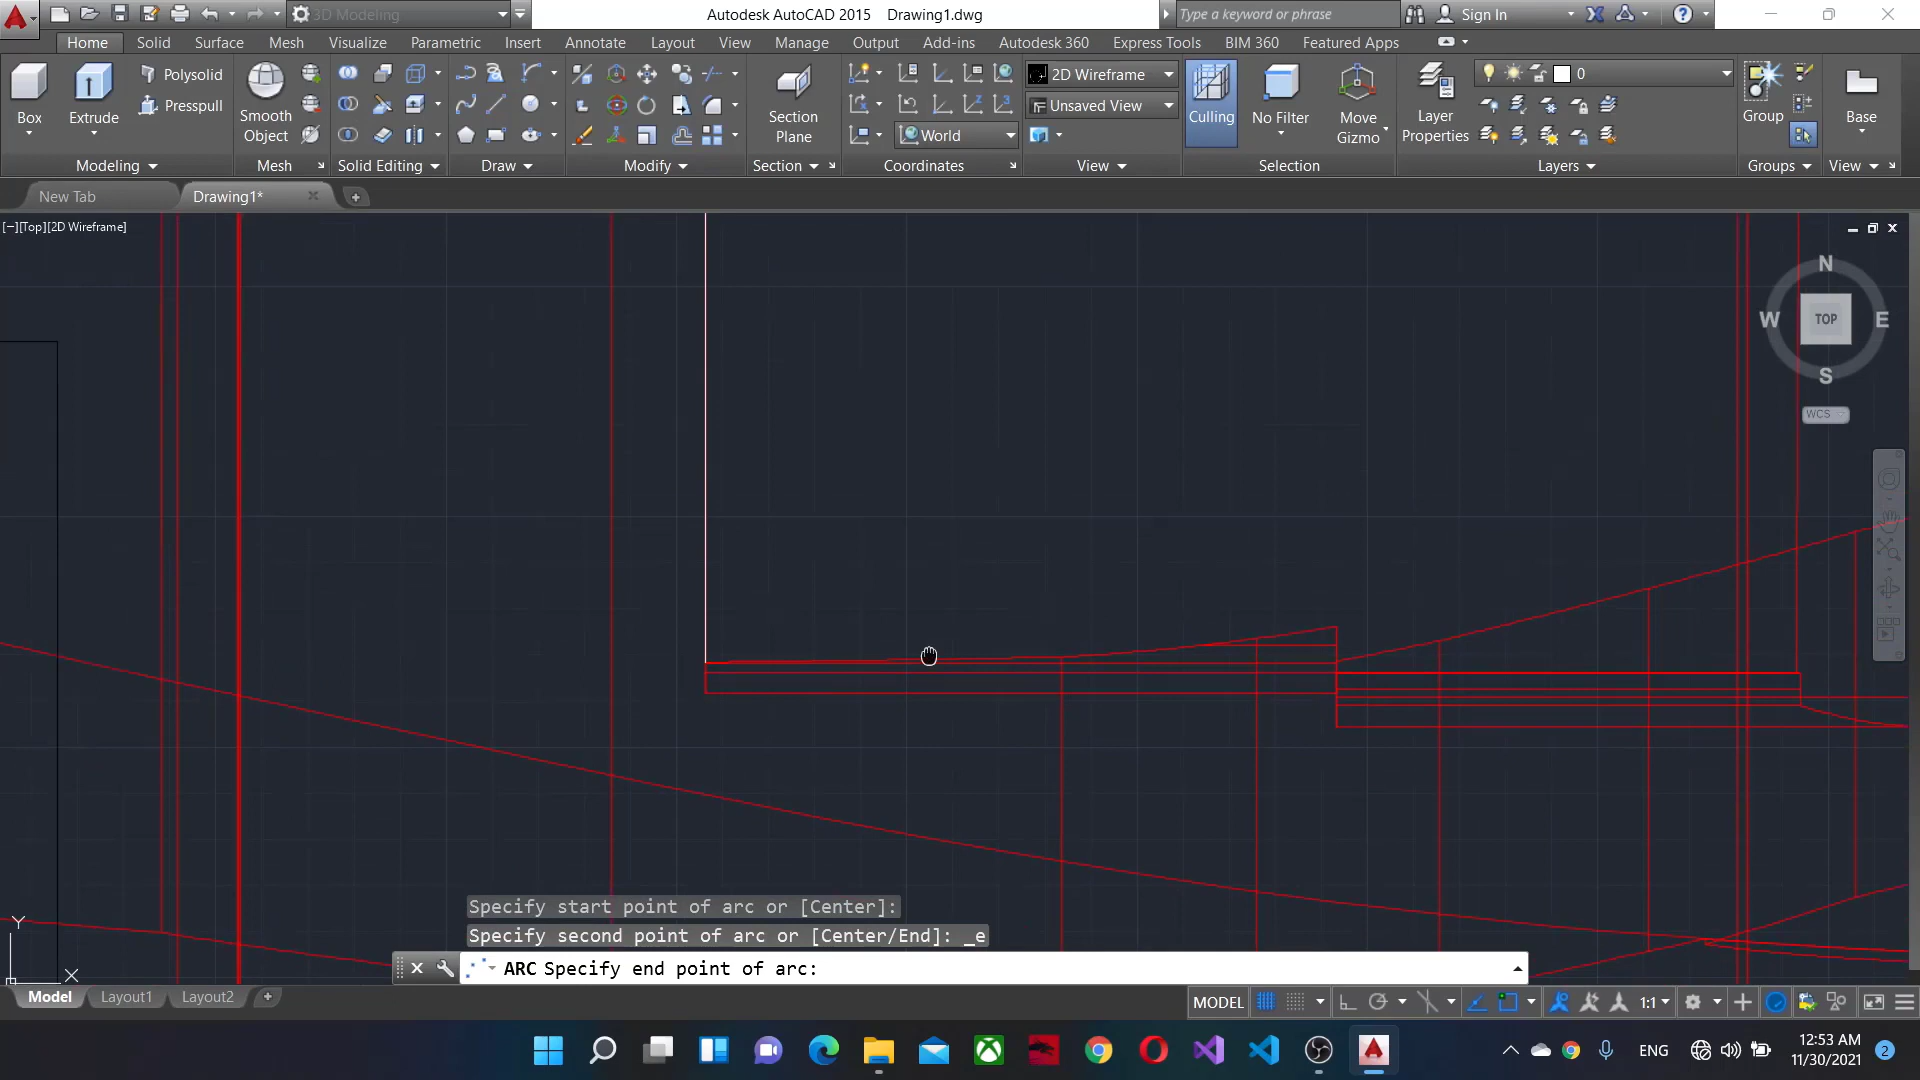 3D Modeling
Autodesk AutoCAD 2015 Drawing1.dwg
Type a keyword or phrase
Sign In
Home Solid Surface Mesh Visualize Parametric Insert Annotate Layout View Manage Output Add-ins Autodesk 360 Express Tools BIM 360 Featured Apps
Box
Extrude
Polysolid
Presspull
Smooth Object
Section Plane
World
2D Wireframe
Unsaved View
Culling
No Filter
Move Gizmo
Layer Properties
0
Group
Base
Modeling Mesh Solid Editing Draw Modify Section Coordinates View Selection Layers Groups View
New Tab Drawing1*
[−][Top][2D Wireframe]
N
W TOP E
S
WCS
Specify start point of arc or [Center]:
Specify second point of arc or [Center/End]: _e
ARC Specify end point of arc:
Y
X
Model Layout1 Layout2
MODEL 1:1
ENG
12:53 AM
11/30/2021
2